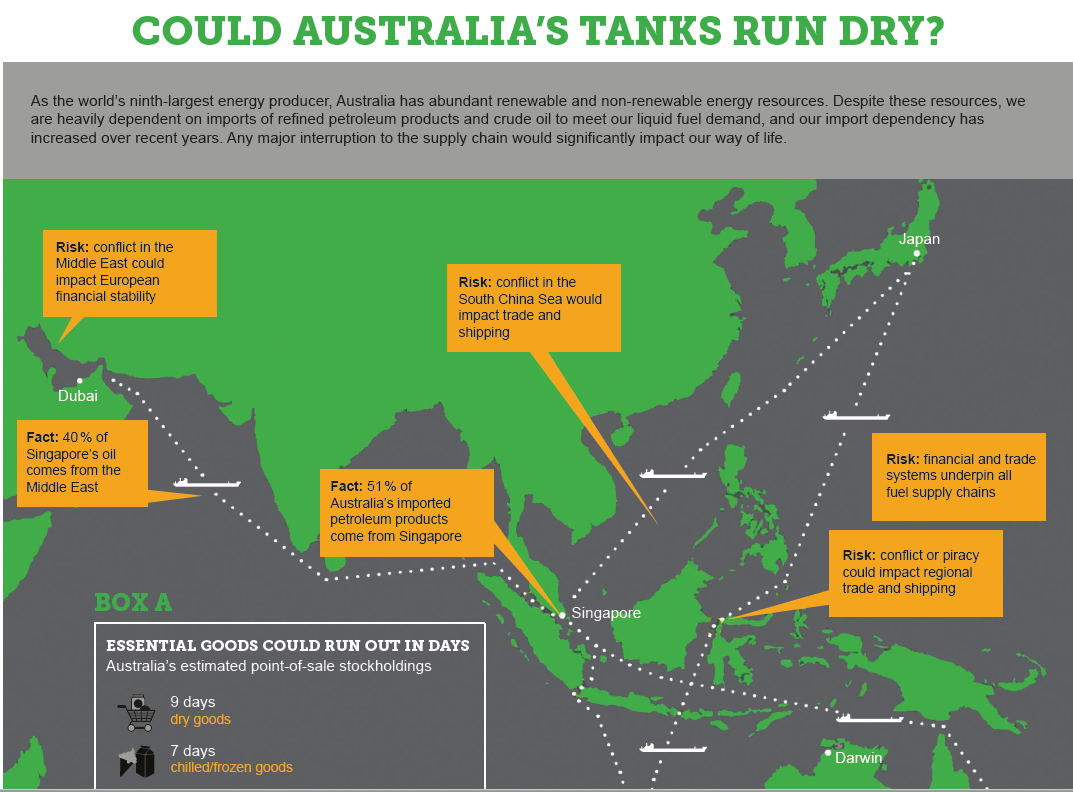 COULD AUSTRALIA’S TANKS RUN DRY?
As the world’s ninth-largest energy producer, Australia has abundant renewable and non-renewable energy resources. Despite these resources, we
are heavily dependent on imports of refined petroleum products and crude oil to meet our liquid fuel demand, and our import dependency has
increased over recent years. Any major interruption to the supply chain would significantly impact our way of life.
Risk: conflict in the
Middle East could
impact European
financial stability
Japan
Risk: conflict in the
South China Sea would
impact trade and
shipping
Dubai
Fact: 40% of
Singapore’s oil
comes from the
Middle East
Fact: 51% of
Australia’s imported
petroleum products
come from Singapore
Risk: financial and trade
systems underpin all
fuel supply chains
Risk: conflict or piracy
could impact regional
trade and shipping
Singapore
BOX A
ESSENTIAL GOODS COULD RUN OUT IN DAYS
Australia’s estimated point-of-sale stockholdings
9 days
dry goods
7 days
chilled/frozen goods
Darwin